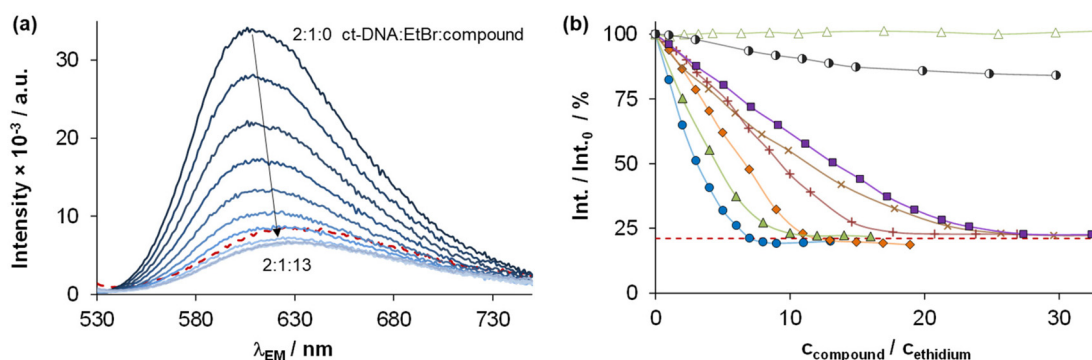 (a)
Intensity × 10⁻³ / a.u.
30
20
10
0
2:1:0 ct-DNA:EtBr:compound
2:1:13
530 580 630 680 730
λEM / nm
(b)
Int. / Int.₀ / %
100
75
50
25
0
0 10 20 30
ccompound / cethidium